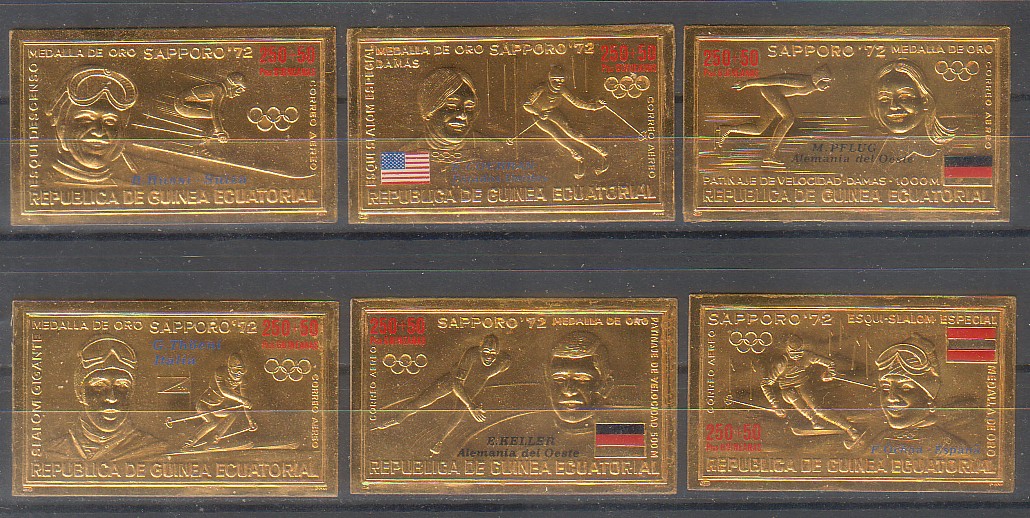 ESQUI DESCENSO
MEDALLA DE ORO SAPPORO '72 250+50
CORREO AEREO
REPUBLICA DE GUINEA ECUATORIAL
ESQUI SLALOM ESPECIAL
MEDALLA DE ORO SAPPORO '72 250+50
DAMAS
CORREO AEREO
REPUBLICA DE GUINEA ECUATORIAL
250+50 SAPPORO '72 MEDALLA DE ORO
CORREO AEREO
M.PFLUG
Alemania del Oeste
PATINAJE DE VELOCIDAD-DAMAS-1000M
REPUBLICA DE GUINEA ECUATORIAL
SLALOM GIGANTE
MEDALLA DE ORO SAPPORO '72 250+50
CORREO AEREO
REPUBLICA DE GUINEA ECUATORIAL
250+50 SAPPORO '72 MEDALLA DE ORO
CORREO AEREO
PATINAJE DE VELOCIDAD 500M
E.KELLER
Alemania del Oeste
REPUBLICA DE GUINEA ECUATORIAL
SAPPORO '72 ESQUI-SLALOM ESPECIAL
CORREO AEREO
MEDALLA DE ORO
250+50
España
REPUBLICA DE GUINEA ECUATORIAL